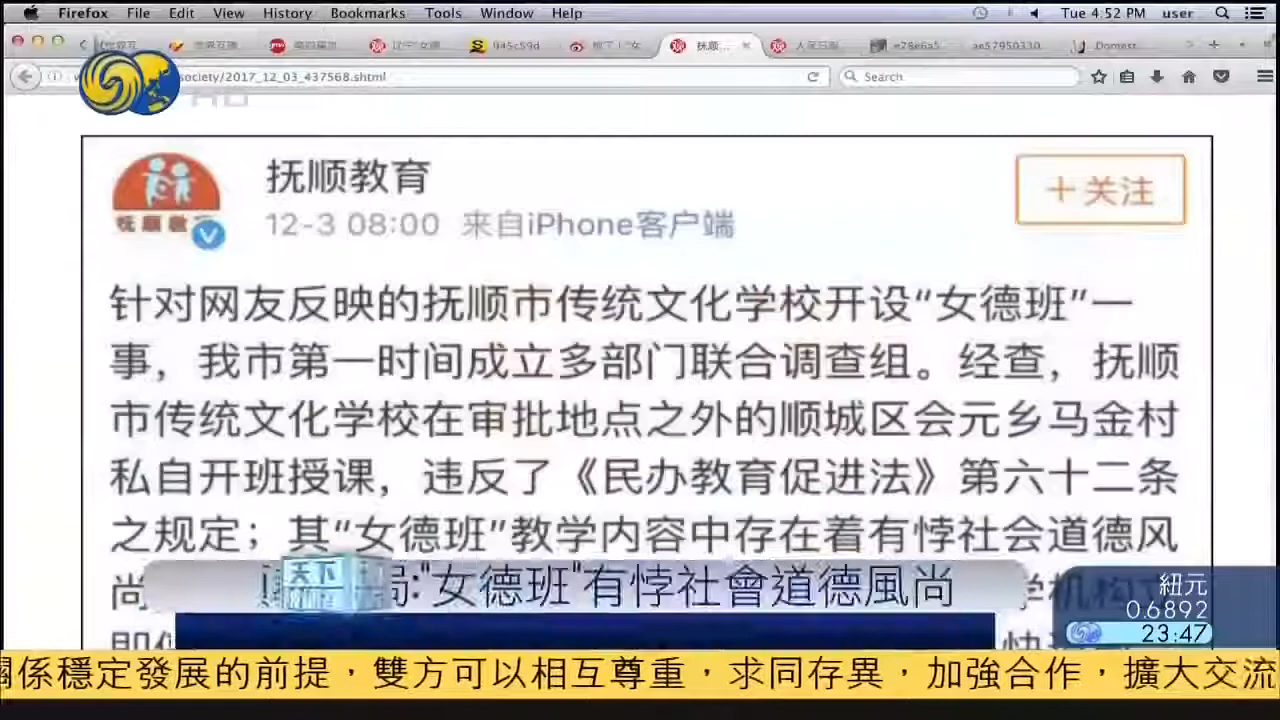 Firefox File Edit View History Bookmarks Tools Window Help
Tue 4:52 PM user
society/2017_12_03_437568.shtml
Search
抚顺教育
12-3 08:00 来自iPhone客户端
+关注
针对网友反映的抚顺市传统文化学校开设“女德班”一
事，我市第一时间成立多部门联合调查组。经查，抚顺
市传统文化学校在审批地点之外的顺城区会元乡马金村
私自开班授课，违反了《民办教育促进法》第六十二条
之规定；其“女德班”教学内容中存在着有悖社会道德风
尚
天下
局:"女德班"有悖社會道德風尚
紐元
0.6892
23:47
關係穩定發展的前提，雙方可以相互尊重，求同存異，加強合作，擴大交流